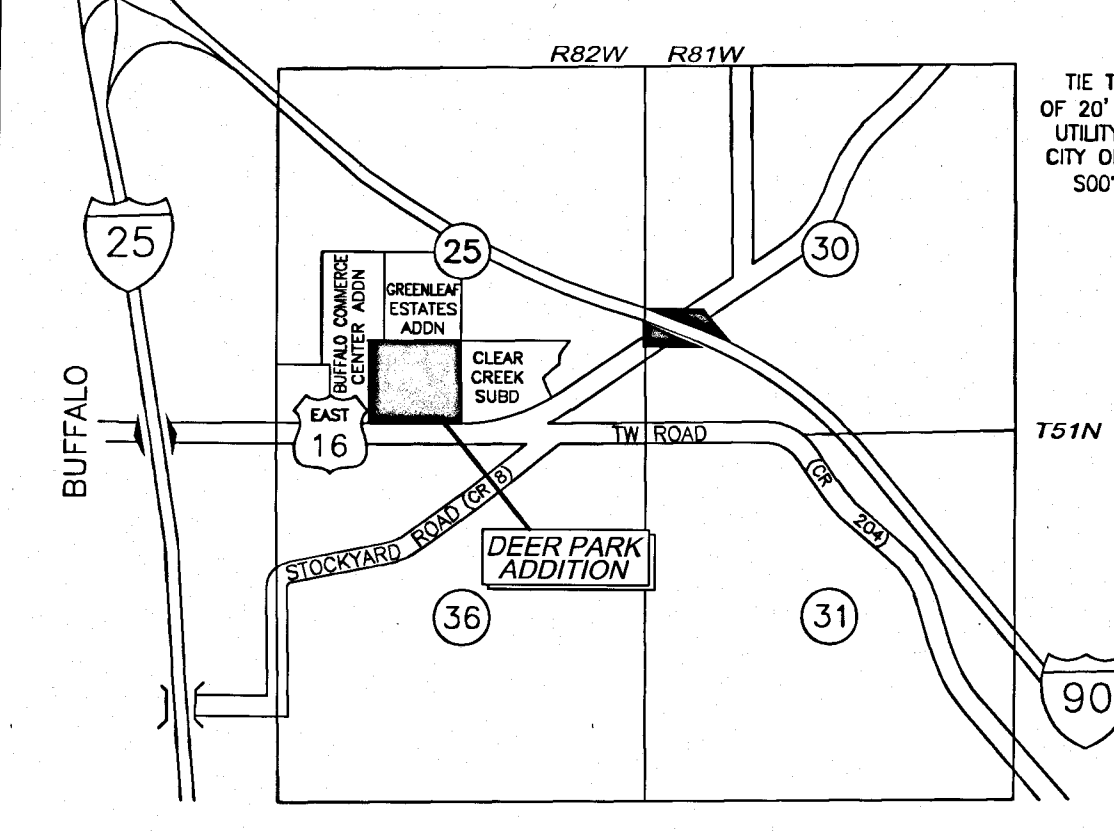 R82W
R81W
TIE
OF 20'
UTILITY
CITY
25
25
30
BUFFALO COMMERCE
CENTER ADDN
GREENLEAF
ESTATES
ADDN
CLEAR
CREEK
SUBD
BUFFALO
EAST
16
TW ROAD
T51N
(CR
204)
STOCKYARD ROAD (CR 8)
DEER PARK
ADDITION
36
31
90